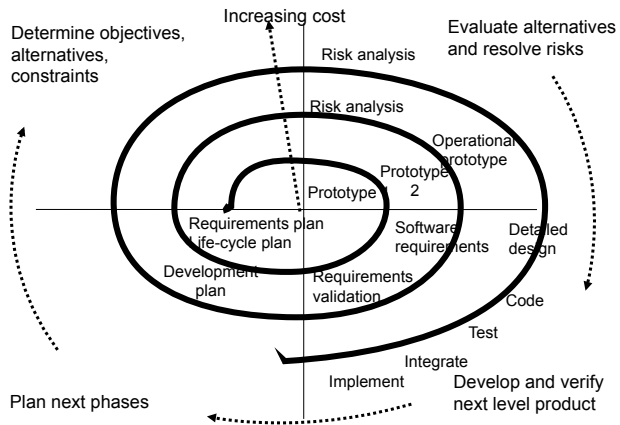 Increasing cost
Determine objectives,
alternatives,
constraints
Evaluate alternatives
and resolve risks
Risk analysis
Risk analysis
Operational
prototype
Prototype
2
Prototype
Requirements plan
Life-cycle plan
Software
requirements
Detailed
design
Development
plan
Requirements
validation
Code
Test
Integrate
Implement
Plan next phases
Develop and verify
next level product